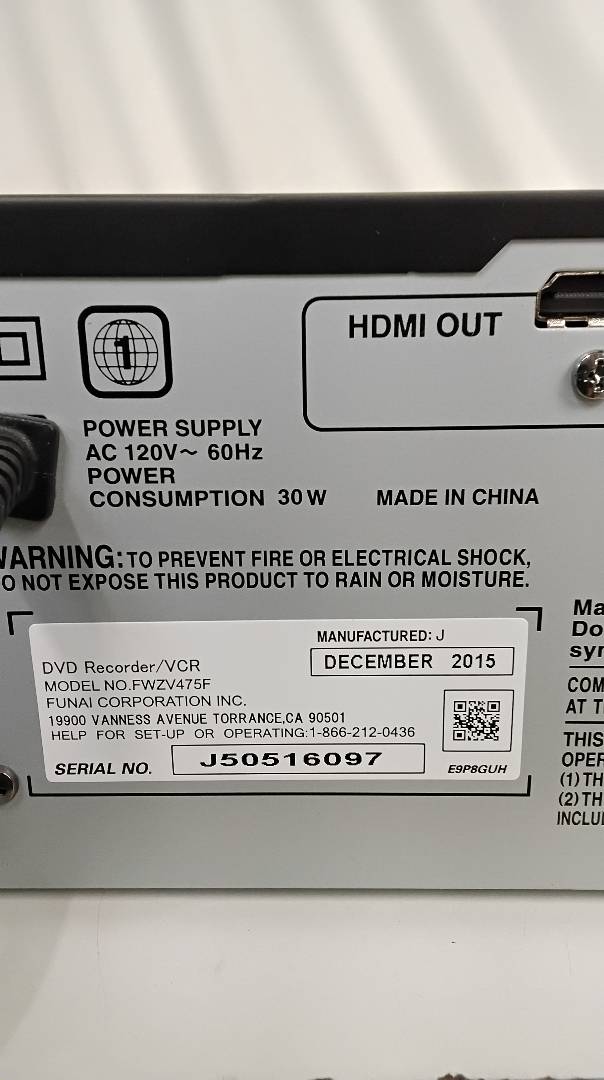 HDMI OUT
1
POWER SUPPLY
AC 120V~ 60Hz
POWER
CONSUMPTION 30W
MADE IN CHINA
WARNING: TO PREVENT FIRE OR ELECTRICAL SHOCK,
NOT EXPOSE THIS PRODUCT TO RAIN OR MOISTURE.
MANUFACTURED: J
DECEMBER 2015
DVD Recorder/VCR
MODEL NO.FWZV475F
FUNAI CORPORATION INC.
19900 VANNESS AVENUE TORRANCE,CA 90501
HELP FOR SET-UP OR OPERATING:1-866-212-0436
SERIAL NO. J50516097
E9P8GUH
Ma
Do
syr
COM
AT T
THIS
OPER
(1) TH
(2) TH
INCLU